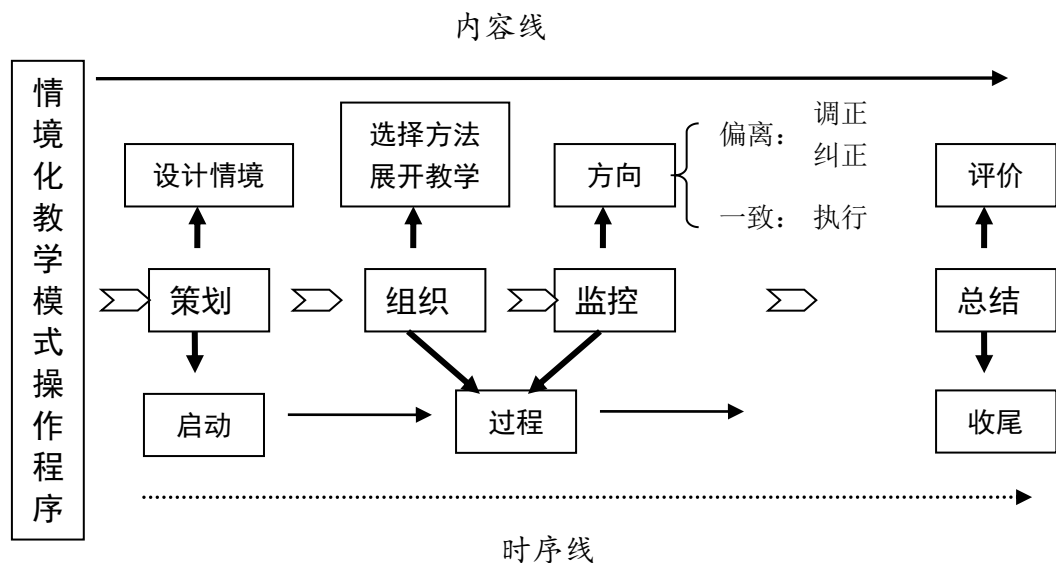 内容线
情境化教学模式操作程序
选择方法
展开教学
设计情境
方向
偏离： 调正
纠正
一致： 执行
评价
策划
组织
监控
总结
启动
过程
收尾
时序线